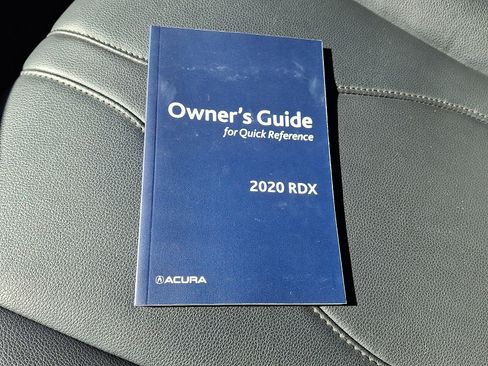 Owner's Guide
for Quick Reference
2020 RDX
ACURA